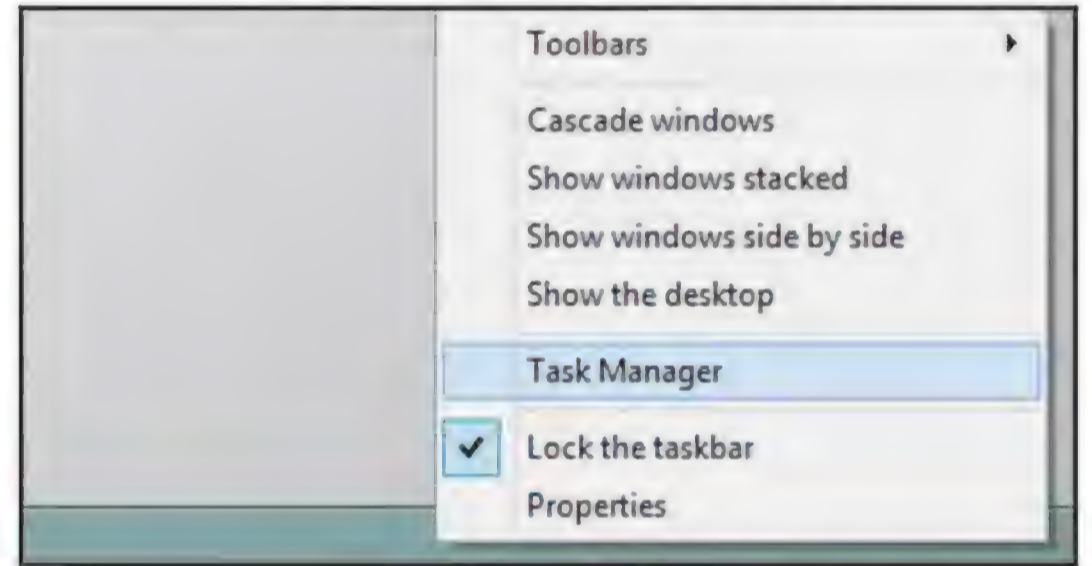 Toolbars
Cascade windows
Show windows stacked
Show windows side by side
Show the desktop
Task Manager
Lock the taskbar
Properties